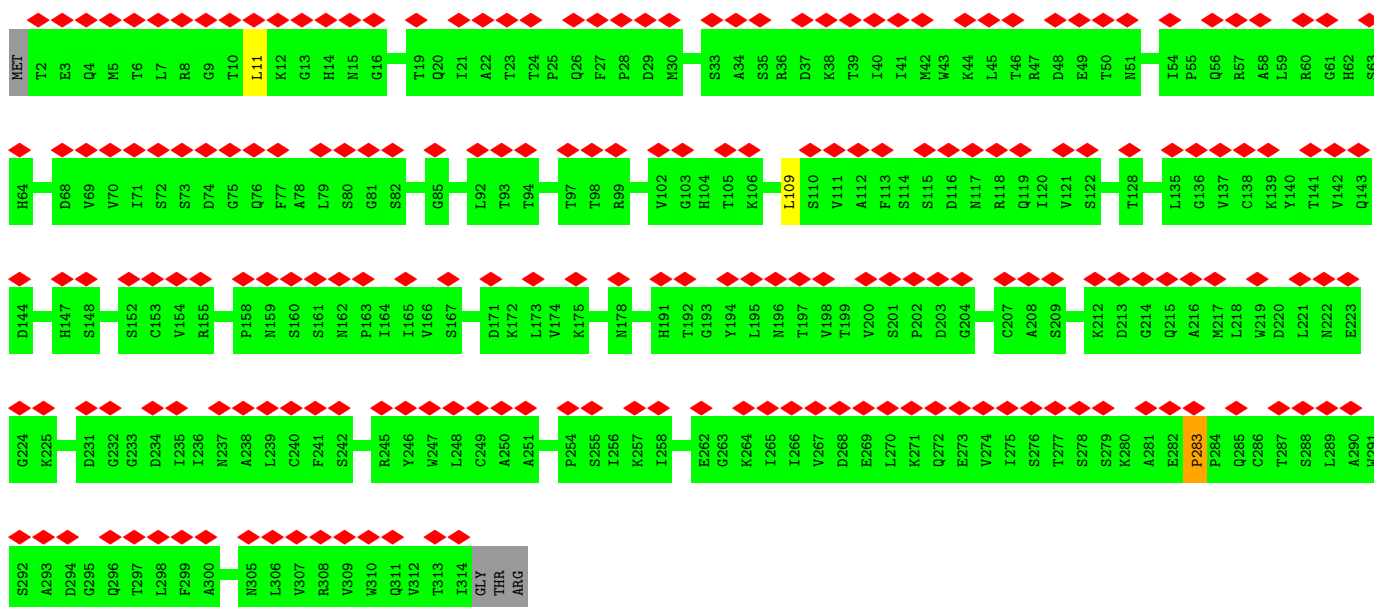 MET T2 E3 Q4 M5 T6 L7 R8 G9 T10 L11 K12 G13 H14 N15 G16 T19 Q20 I21 A22 T23 T24 P25 Q26 F27 P28 D29 M30 S33 A34 S35 R36 D37 K38 T39 I40 I41 M42 W43 K44 L45 T46 R47 D48 E49 T50 N51 I54 P55 Q56 R57 A58 L59 R60 G61 H62 S63
H64 D68 V69 V70 I71 S72 S73 D74 G75 Q76 F77 A78 L79 S80 G81 S82 G85 L92 T93 T94 T97 T98 R99 V102 G103 H104 T105 K106 L109 S110 V111 A112 F113 S114 S115 D116 N117 R118 Q119 I120 V121 S122 T128 L135 G136 V137 C138 K139 Y140 T141 V142 Q143
D144 H147 S148 S152 C153 V154 R155 P158 N159 S160 S161 N162 P163 I164 I165 V166 S167 D171 K172 L173 V174 K175 N178 H191 T192 G193 Y194 L195 N196 T197 V198 T199 V200 S201 P202 D203 G204 C207 A208 S209 K212 D213 G214 Q215 A216 M217 L218 W219 D220 L221 N222 E223
G224 K225 D231 G232 G233 D234 I235 I236 N237 A238 L239 C240 F241 S242 R245 Y246 W247 L248 C249 A250 A251 P254 S255 I256 K257 I258 E262 G263 K264 I265 I266 V267 D268 E269 L270 K271 Q272 E273 V274 I275 S276 T277 S278 S279 K280 A281 E282 P283 P284 Q285 C286 T287 S288 L289 A290 W291
S292 A293 D294 G295 Q296 T297 L298 F299 A300 N305 L306 V307 R308 V309 W310 Q311 V312 T313 I314 GLY THR ARG